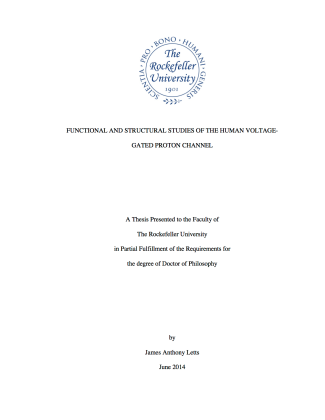 SCIENTIA • PRO • BONO • HUMANI • GENERIS
The
Rockefeller
University
1901
FUNCTIONAL AND STRUCTURAL STUDIES OF THE HUMAN VOLTAGE-
GATED PROTON CHANNEL
A Thesis Presented to the Faculty of
The Rockefeller University
in Partial Fulfillment of the Requirements for
the degree of Doctor of Philosophy
by
James Anthony Letts
June 2014